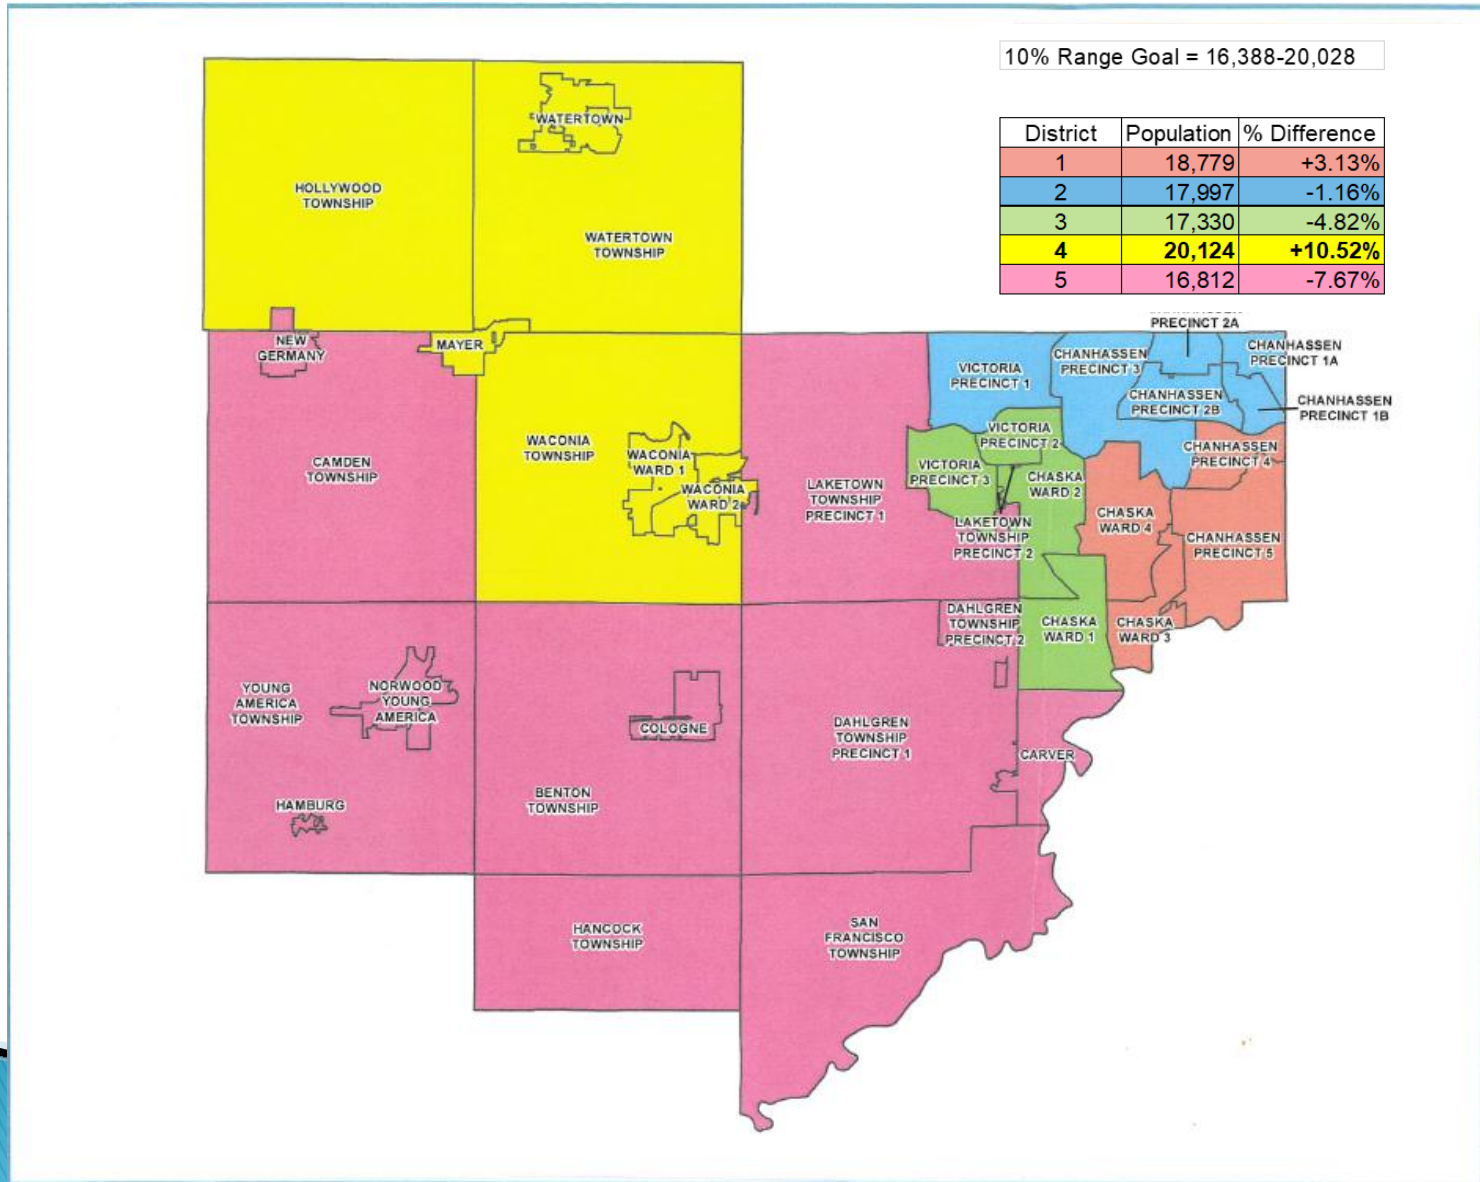 10% Range Goal = 16,388-20,028
District Population % Difference
1 18,779 +3.13%
2 17,997 -1.16%
3 17,330 -4.82%
4 20,124 +10.52%
5 16,812 -7.67%
WATERTOWN
HOLLYWOOD
TOWNSHIP
WATERTOWN
TOWNSHIP
PRECINCT 2A
NEW
GERMANY
MAYER
VICTORIA
PRECINCT 1
CHANHASSEN
PRECINCT 3
CHANHASSEN
PRECINCT 1A
CHANHASSEN
PRECINCT 2B
CHANHASSEN
PRECINCT 1B
CAMDEN
TOWNSHIP
WACONIA
TOWNSHIP
WACONIA
WARD 1
WACONIA
WARD 2
LAKETOWN
TOWNSHIP
PRECINCT 1
VICTORIA
PRECINCT 2
VICTORIA
PRECINCT 3
CHASKA
WARD 2
CHANHASSEN
PRECINCT 4
LAKETOWN
TOWNSHIP
PRECINCT 2
CHASKA
WARD 4
CHANHASSEN
PRECINCT 5
DAHLGREN
TOWNSHIP
PRECINCT 2
CHASKA
WARD 1
CHASKA
WARD 3
YOUNG
AMERICA
TOWNSHIP
NORWOOD
YOUNG
AMERICA
COLOGNE
DAHLGREN
TOWNSHIP
PRECINCT 1
CARVER
HAMBURG
BENTON
TOWNSHIP
HANCOCK
TOWNSHIP
SAN
FRANCISCO
TOWNSHIP